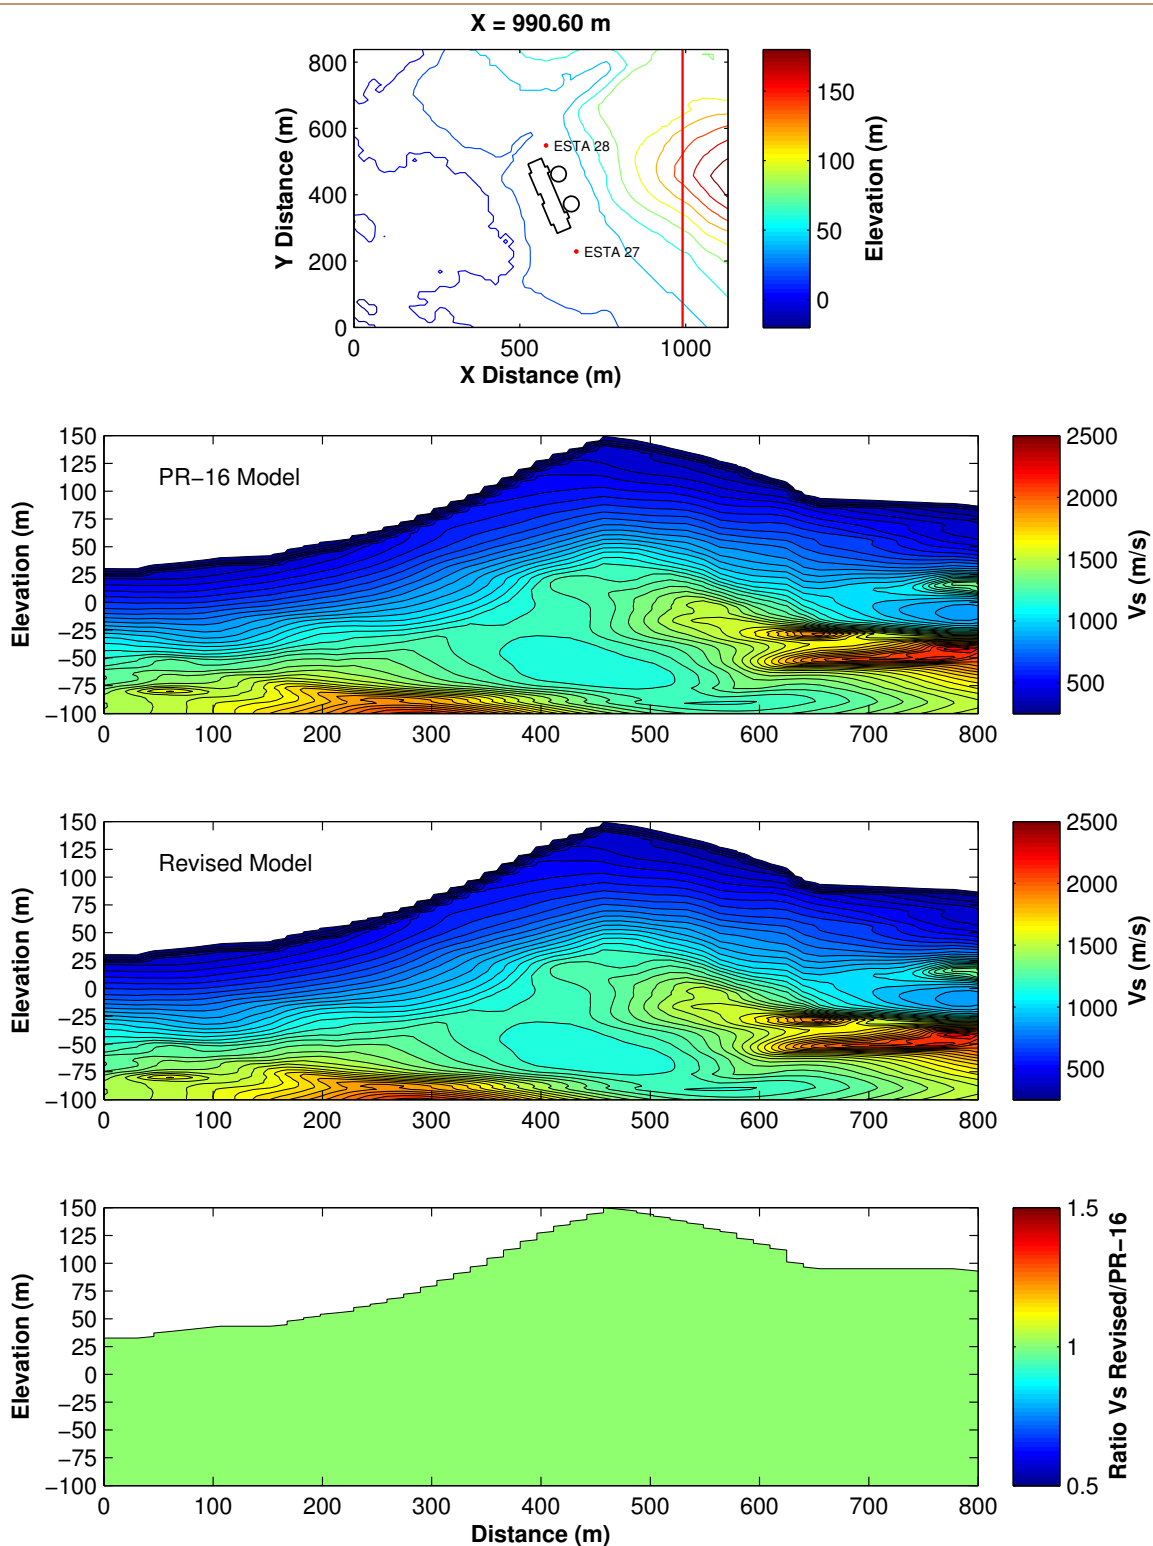 X = 990.60 m
800
600
400
200
0
Y Distance (m)
ESTA 28
ESTA 27
0 500 1000
X Distance (m)
150
100
50
0
Elevation (m)
150
125
100
75
50
25
0
−25
−50
−75
−100
Elevation (m)
PR−16 Model
0 100 200 300 400 500 600 700 800
2500
2000
1500
1000
500
Vs (m/s)
150
125
100
75
50
25
0
−25
−50
−75
−100
Elevation (m)
Revised Model
0 100 200 300 400 500 600 700 800
2500
2000
1500
1000
500
Vs (m/s)
150
125
100
75
50
25
0
−25
−50
−75
−100
Elevation (m)
0 100 200 300 400 500 600 700 800
Distance (m)
1.5
1
0.5
Ratio Vs Revised/PR−16